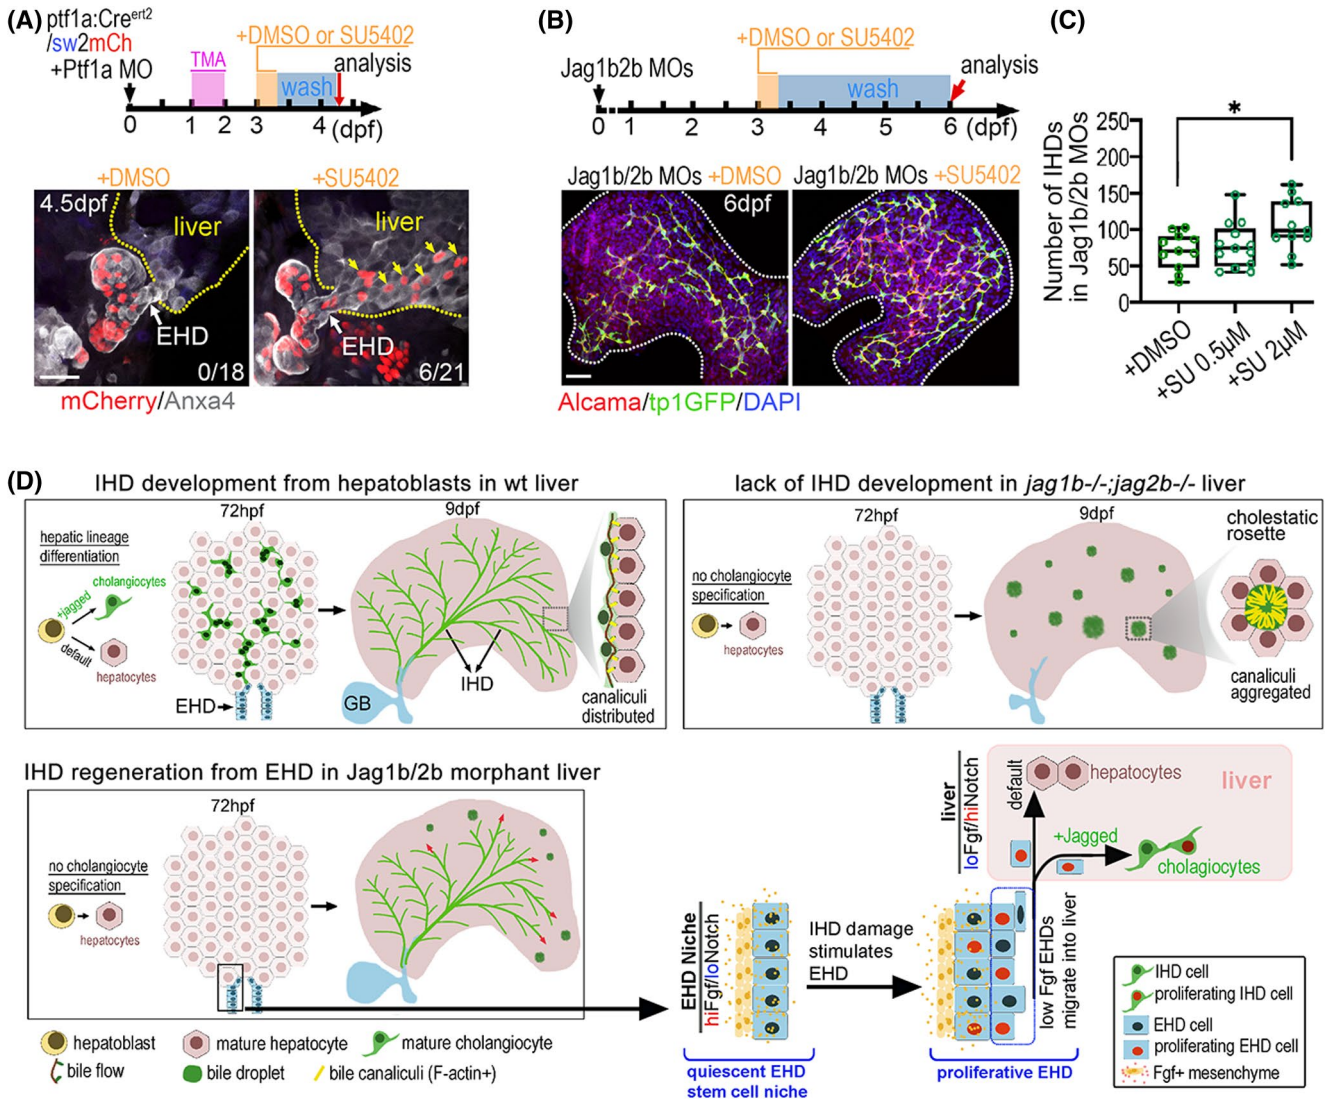 (A)
ptf1a:Creert2
/sw2mCh
+Ptf1a MO
TMA
+DMSO or SU5402
analysis
wash
0 1 2 3 4 (dpf)
+DMSO
+SU5402
4.5dpf
liver
EHD
0/18
liver
EHD
6/21
mCherry/Anxa4
(B)
+DMSO or SU5402
Jag1b2b MOs
analysis
wash
0 1 2 3 4 5 6 (dpf)
Jag1b/2b MOs +DMSO
Jag1b/2b MOs +SU5402
6dpf
Alcama/tp1GFP/DAPI
(C)
Number of IHDs
in Jag1b/2b MOs
250
200
150
100
50
0
*
+DMSO
+SU 0.5µM
+SU 2µM
(D)
IHD development from hepatoblasts in wt liver
72hpf
9dpf
hepatic lineage
differentiation
cholangiocytes
+jagged
default
hepatocytes
EHD
GB
IHD
canaliculi
distributed
lack of IHD development in jag1b-/-;jag2b-/- liver
72hpf
9dpf
cholestatic
rosette
no cholangiocyte
specification
hepatocytes
canaliculi
aggregated
IHD regeneration from EHD in Jag1b/2b morphant liver
72hpf
no cholangiocyte
specification
hepatocytes
hepatoblast
mature hepatocyte
mature cholangiocyte
bile flow
bile droplet
bile canaliculi (F-actin+)
EHD Niche
hiFgf/loNotch
quiescent EHD
stem cell niche
IHD damage
stimulates
EHD
proliferative EHD
low Fgf EHDs
migrate into liver
liver
loFgf/hiNotch
default
hepatocytes
liver
+Jagged
cholagiocytes
IHD cell
proliferating IHD cell
EHD cell
proliferating EHD cell
Fgf+ mesenchyme